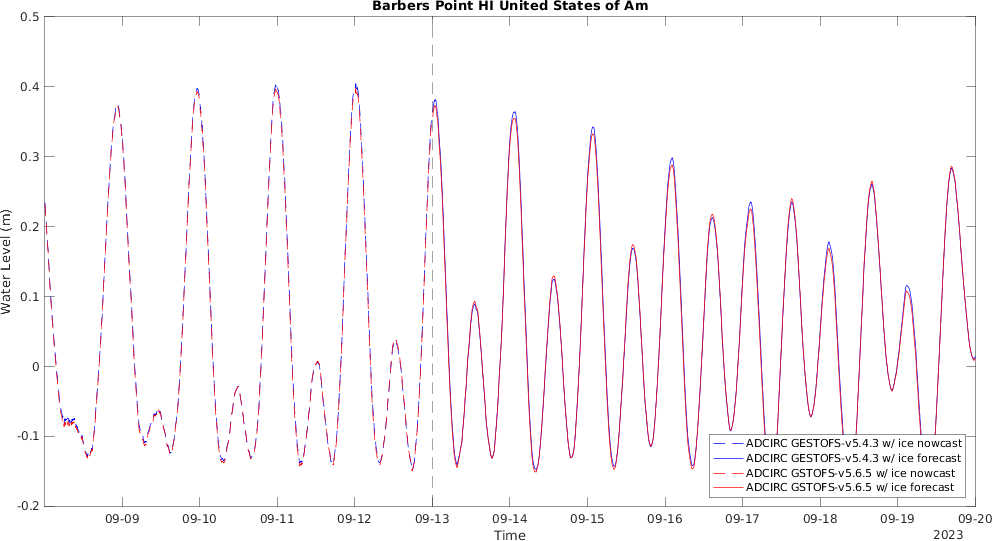 Barbers Point HI United States of Am
0.5
0.4
0.3
0.2
0.1
0
-0.1
-0.2
Water Level (m)
ADCIRC GESTOFS-v5.4.3 w/ ice nowcast
ADCIRC GESTOFS-v5.4.3 w/ ice forecast
ADCIRC GSTOFS-v5.6.5 w/ ice nowcast
ADCIRC GSTOFS-v5.6.5 w/ ice forecast
09-09 09-10 09-11 09-12 09-13 09-14 09-15 09-16 09-17 09-18 09-19 09-20
Time
2023